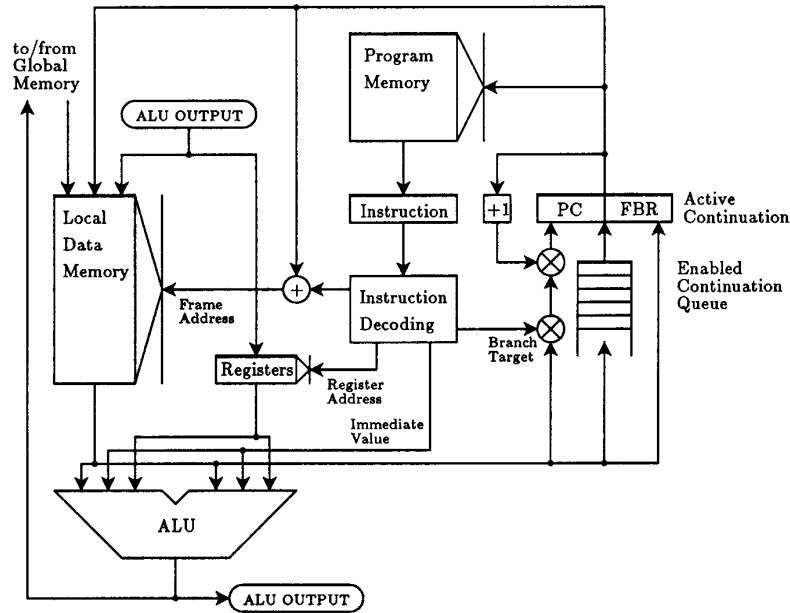 to/from
Global
Memory
ALU OUTPUT
Program
Memory
Instruction
+1
PC
FBR
Active
Continuation
Local
Data
Memory
+
Frame
Address
Instruction
Decoding
Enabled
Continuation
Queue
Branch
Target
Registers
Register
Address
Immediate
Value
ALU
ALU OUTPUT